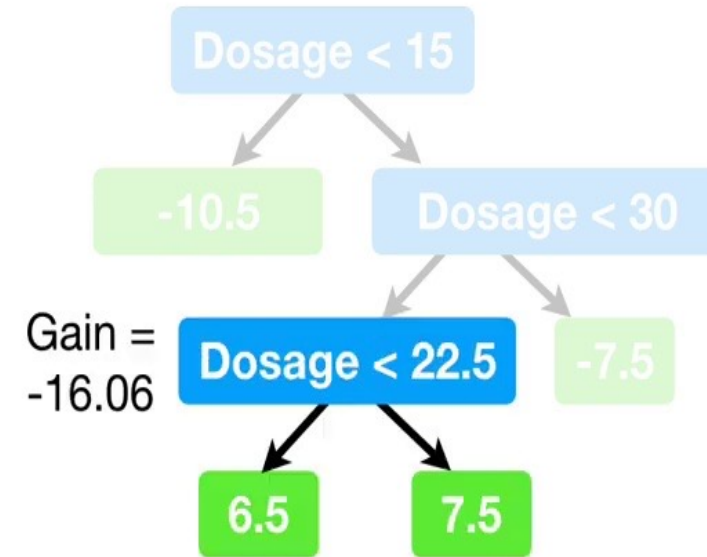 Dosage < 15
-10.5
Dosage < 30
Gain =
-16.06
Dosage < 22.5
-7.5
6.5
7.5